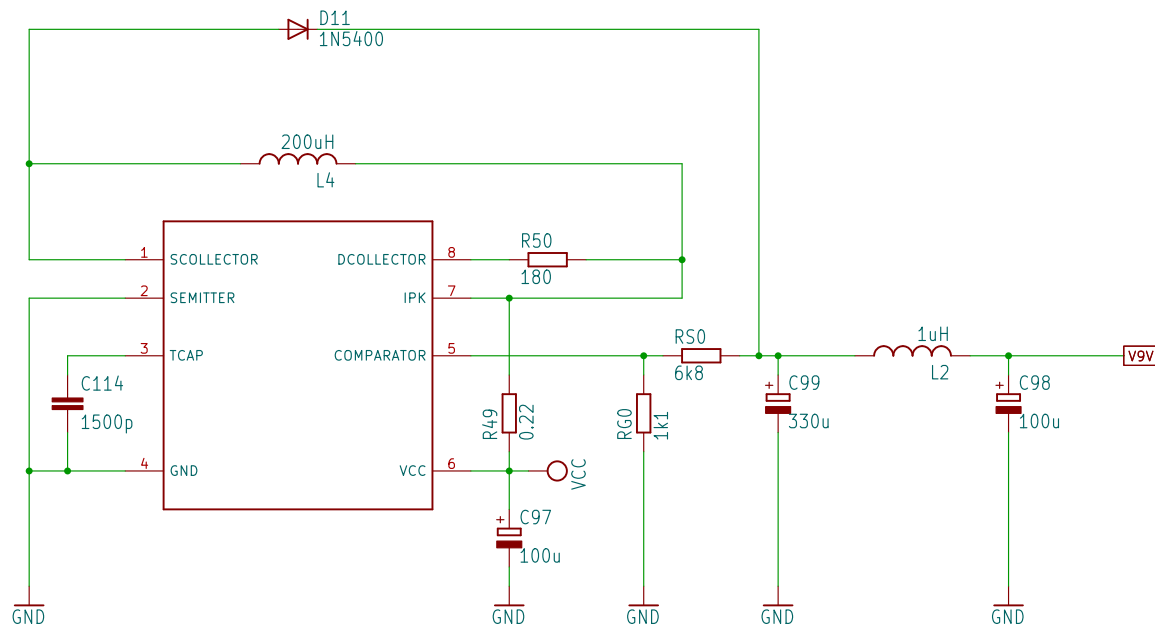 D11
1N5400
200uH
L4
1
SCOLLECTOR
DCOLLECTOR
8
R50
180
2
SEMITTER
IPK
7
3
TCAP
COMPARATOR
5
RS0
6k8
1uH
L2
V9V
C114
1500p
R49
0.22
RG0
1k1
+
C99
330u
+
C98
100u
4
GND
VCC
6
VCC
+
C97
100u
GND
GND
GND
GND
GND